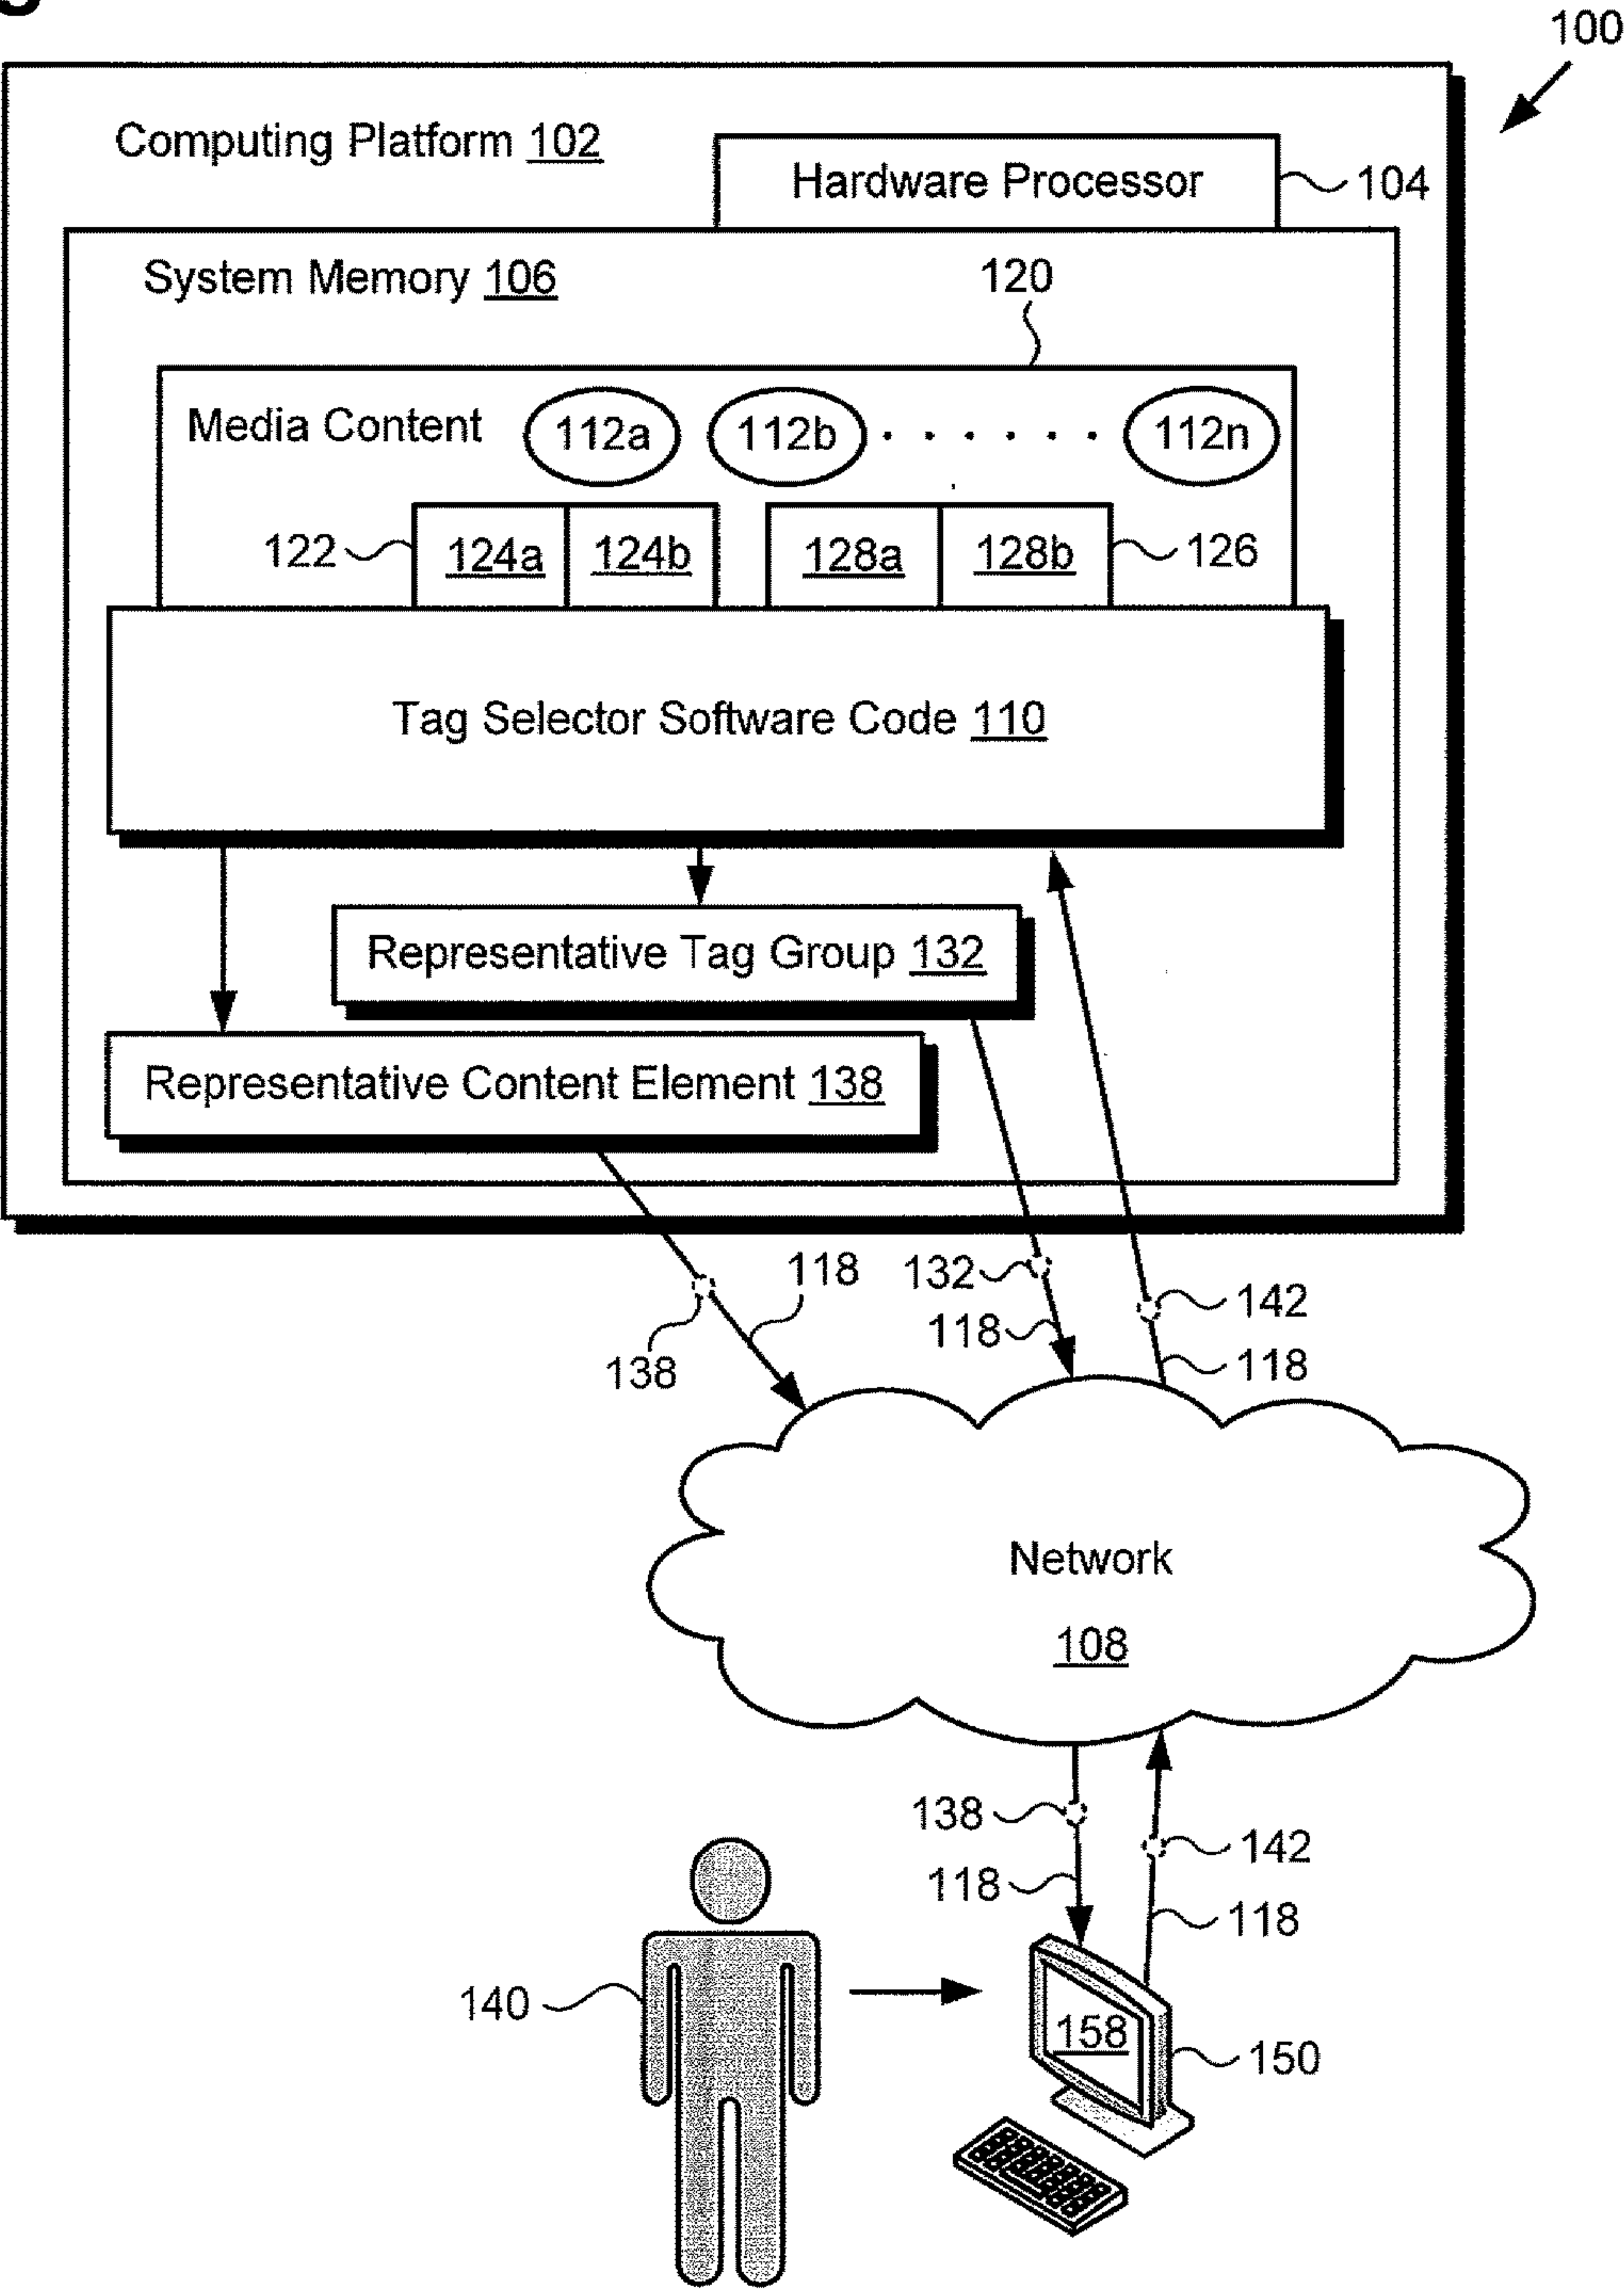 100
Computing Platform 102
Hardware Processor
104
System Memory 106
120
Media Content 112a 112b . . . . . . 112n
122 124a 124b 128a 128b 126
Tag Selector Software Code 110
Representative Tag Group 132
Representative Content Element 138
118 132
142
118
138
118
Network
108
138
142
118
118
140
158
150